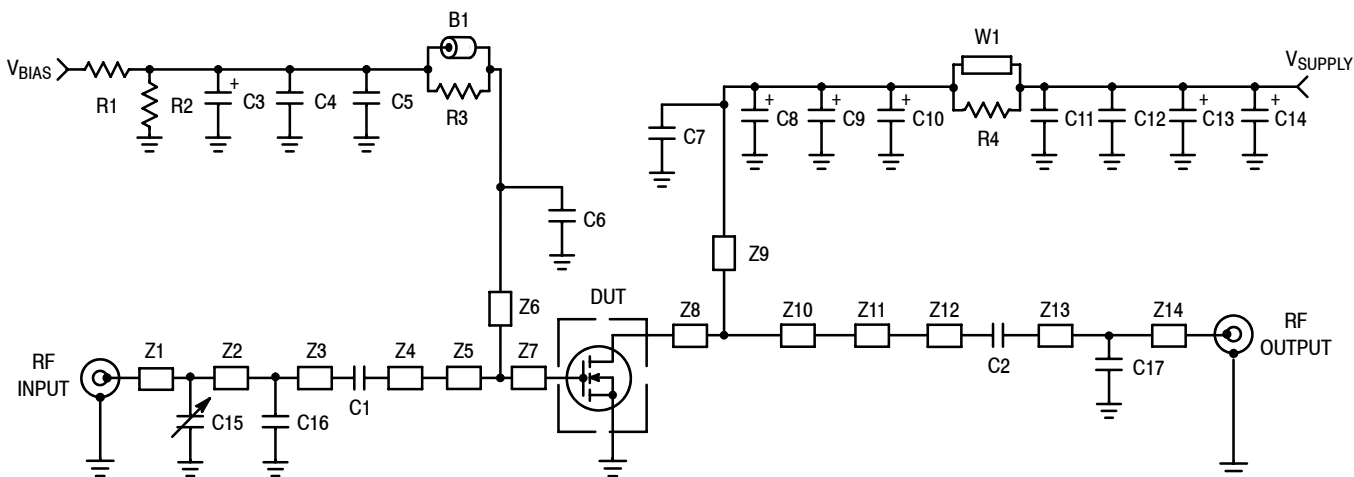 B1
W1
V_BIAS
V_SUPPLY
R1
R2
+
C3
C4
C5
R3
C7
+
C8
+
C9
+
C10
R4
C11
C12
+
C13
+
C14
C6
Z9
Z6
DUT
Z8
Z10
Z11
Z12
Z13
Z14
RF
OUTPUT
C2
C17
RF
INPUT
Z1
Z2
Z3
Z4
Z5
Z7
C1
C15
C16